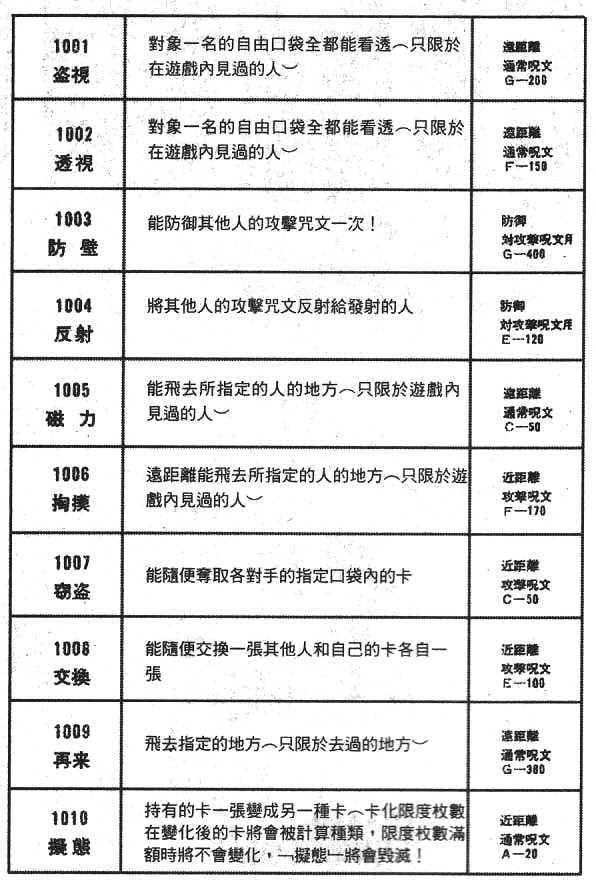 1001
盗視
對象一名的自由口袋全都能看透︵只限於
在遊戲內見過的人︶
遠距離
通常呪文
G—200
1002
透視
對象一名的自由口袋全都能看透︵只限於
在遊戲內見過的人︶
遠距離
通常呪文
F—150
1003
防壁
能防御其他人的攻擊咒文一次！
防御
対攻撃呪文用
G—400
1004
反射
將其他人的攻擊咒文反射給發射的人
防御
対攻撃呪文用
E—120
1005
磁力
能飛去所指定的人的地方︵只限於遊戲內
見過的人︶
遠距離
通常呪文
C—50
1006
掏摸
遠距離能飛去所指定的人的地方︵只限於遊
戲內見過的人︶
近距離
攻撃呪文
F—170
1007
窃盗
能隨便奪取各對手的指定口袋內的卡
近距離
攻撃呪文
C—50
1008
交換
能隨便交換一張其他人和自己的卡各自一
張
近距離
攻撃呪文
E—100
1009
再来
飛去指定的地方︵只限於去過的地方︶
遠距離
通常呪文
G—380
1010
擬態
持有的卡一張變成另一種卡︵卡化限度枚數
在變化後的卡將會被計算種類，限度枚數滿
額時將不會變化，﹁擬態﹂將會毀滅！
近距離
通常呪文
A—20